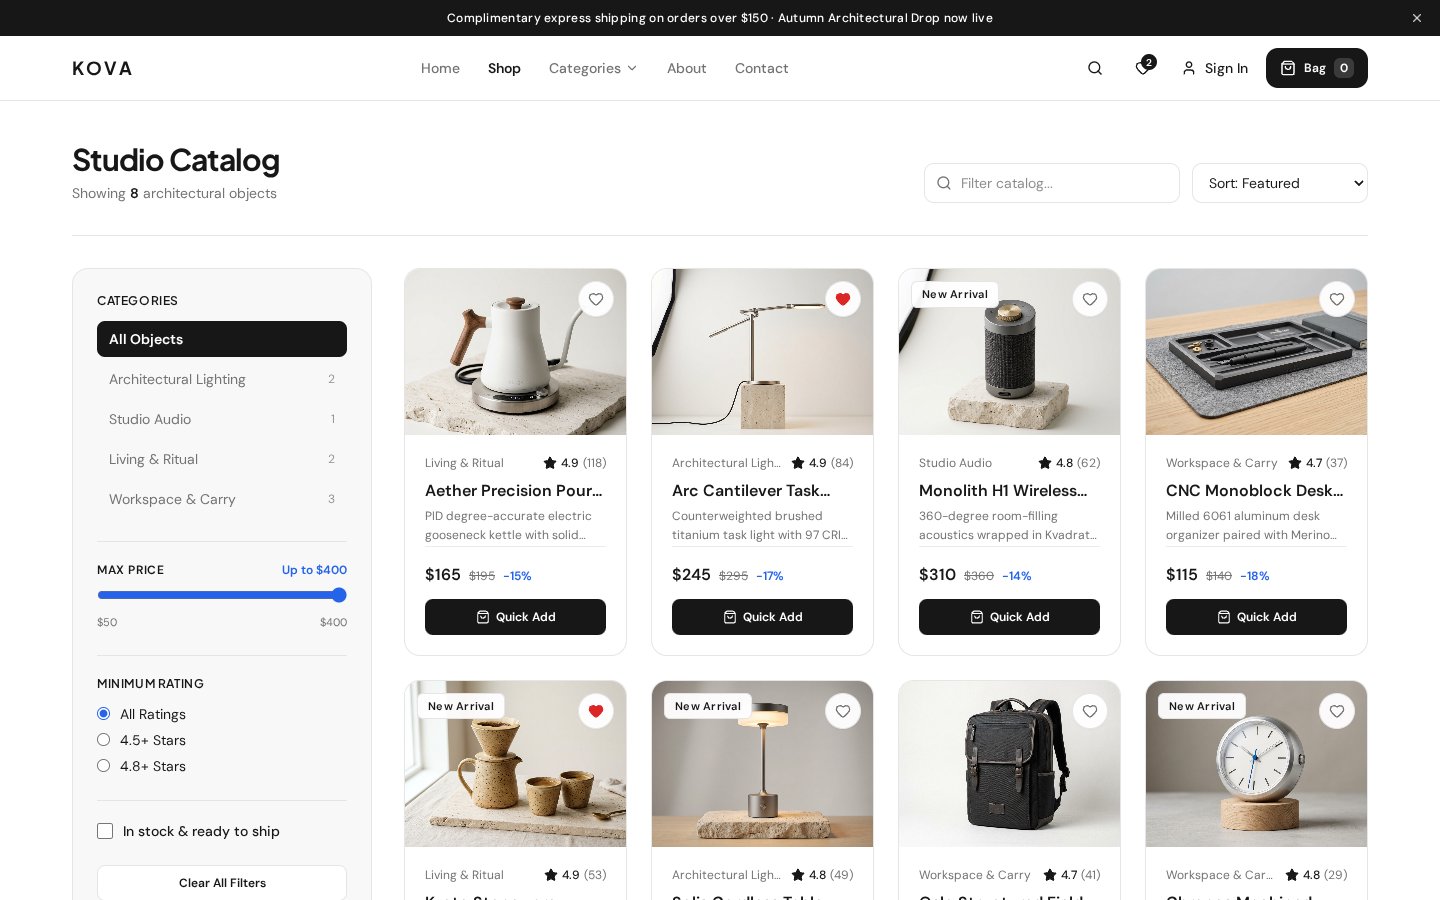 Complimentary express shipping on orders over $150 · Autumn Architectural Drop now live
KOVA
Home
Shop
Categories
About
Contact
2
Sign In
Bag 0
Studio Catalog
Showing 8 architectural objects
Filter catalog...
Sort: Featured
CATEGORIES
All Objects
Architectural Lighting 2
Studio Audio 1
Living & Ritual 2
Workspace & Carry 3
MAX PRICE Up to $400
$50 $400
MINIMUM RATING
All Ratings
4.5+ Stars
4.8+ Stars
In stock & ready to ship
Clear All Filters
Living & Ritual 4.9 (118)
Aether Precision Pour...
PID degree-accurate electric
gooseneck kettle with solid...
$165 $195 -15%
Quick Add
Architectural Ligh... 4.9 (84)
Arc Cantilever Task...
Counterweighted brushed
titanium task light with 97 CRI...
$245 $295 -17%
Quick Add
New Arrival
Studio Audio 4.8 (62)
Monolith H1 Wireless...
360-degree room-filling
acoustics wrapped in Kvadrat...
$310 $360 -14%
Quick Add
Workspace & Carry 4.7 (37)
CNC Monoblock Desk...
Milled 6061 aluminum desk
organizer paired with Merino...
$115 $140 -18%
Quick Add
New Arrival
Living & Ritual 4.9 (53)
New Arrival
Architectural Ligh... 4.8 (49)
Workspace & Carry 4.7 (41)
New Arrival
Workspace & Car... 4.8 (29)